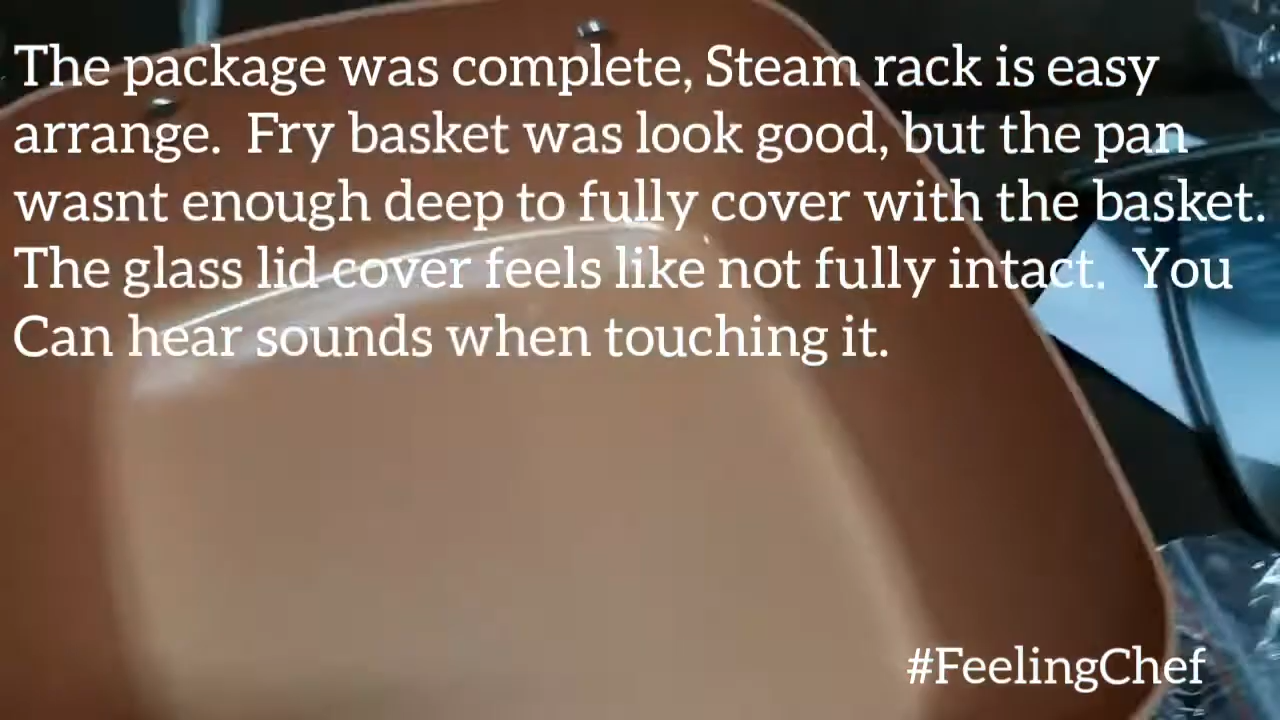 The package was complete, Steam rack is easy
arrange.  Fry basket was look good, but the pan
wasnt enough deep to fully cover with the basket.
The glass lid cover feels like not fully intact.  You
Can hear sounds when touching it.
#FeelingChef